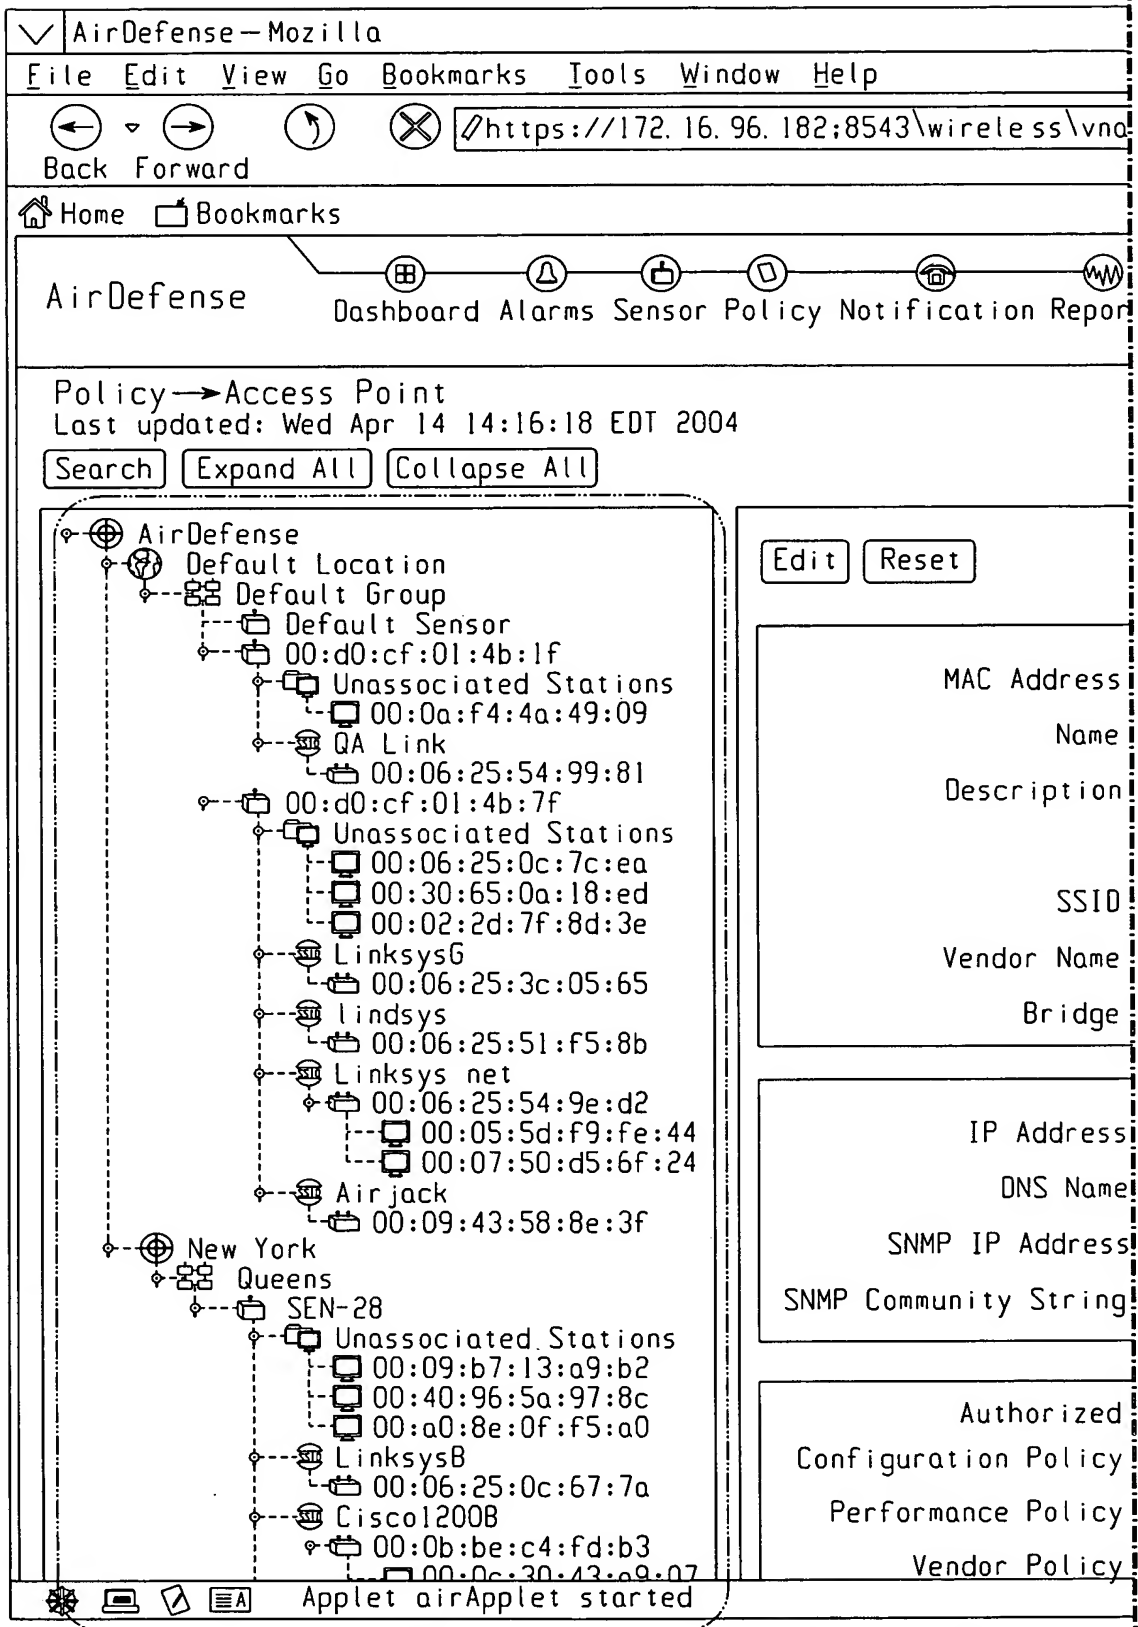 AirDefense—Mozilla
File Edit View Go Bookmarks Tools Window Help
https://172.16.96.182;8543\wireless\vna
Back Forward
Home Bookmarks
AirDefense
Dashboard Alarms Sensor Policy Notification Repor
Policy→Access Point
Last updated: Wed Apr 14 14:16:18 EDT 2004
Search Expand All Collapse All
AirDefense
Default Location
Default Group
Default Sensor
00:d0:cf:01:4b:1f
Unassociated Stations
00:0a:f4:4a:49:09
QA Link
00:06:25:54:99:81
00:d0:cf:01:4b:7f
Unassociated Stations
00:06:25:0c:7c:ea
00:30:65:0a:18:ed
00:02:2d:7f:8d:3e
LinksysG
00:06:25:3c:05:65
lindsys
00:06:25:51:f5:8b
Linksys net
00:06:25:54:9e:d2
00:05:5d:f9:fe:44
00:07:50:d5:6f:24
Airjack
00:09:43:58:8e:3f
New York
Queens
SEN-28
Unassociated Stations
00:09:b7:13:a9:b2
00:40:96:5a:97:8c
00:a0:8e:0f:f5:a0
LinksysB
00:06:25:0c:67:7a
Cisco1200B
00:0b:be:c4:fd:b3
00:0c:30:43:a9:07
Edit Reset
MAC Address
Name
Description
SSID
Vendor Name
Bridge
IP Address
DNS Name
SNMP IP Address
SNMP Community String
Authorized
Configuration Policy
Performance Policy
Vendor Policy
Applet airApplet started